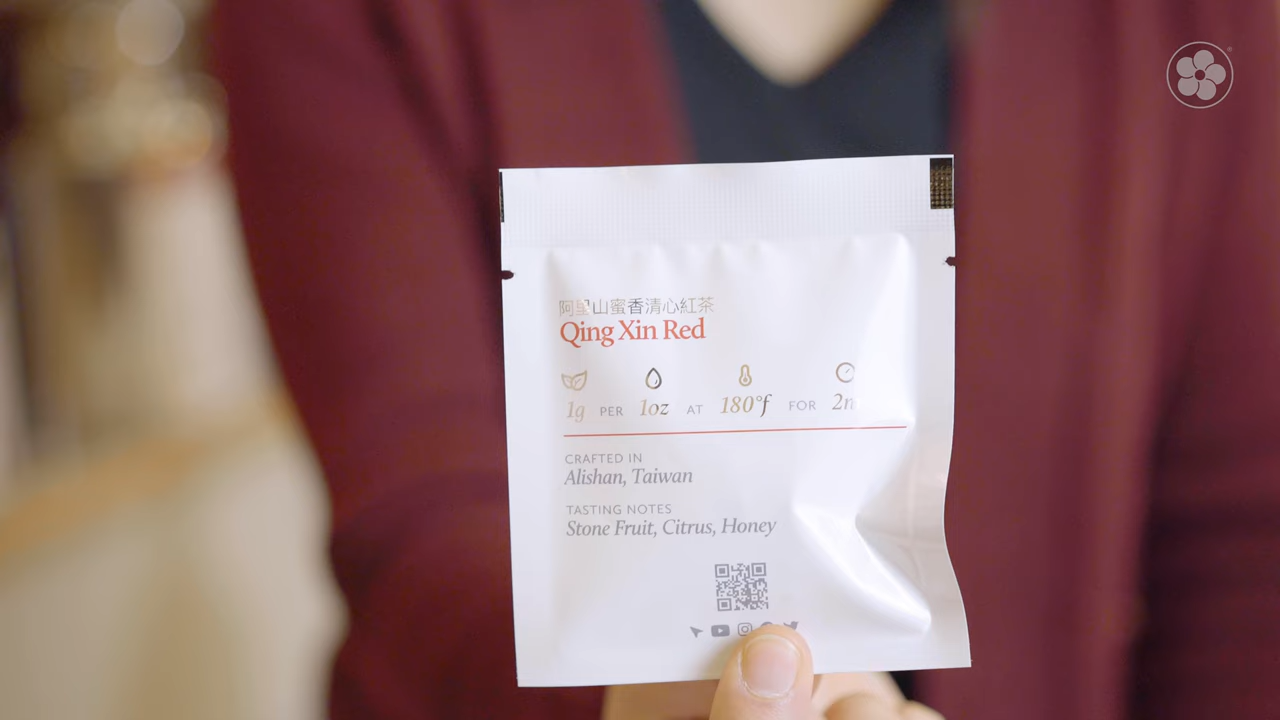 阿里山蜜香清心紅茶
Qing Xin Red
1g PER 1oz AT 180°f FOR
CRAFTED IN
Alishan, Taiwan
TASTING NOTES
Stone Fruit, Citrus, Honey